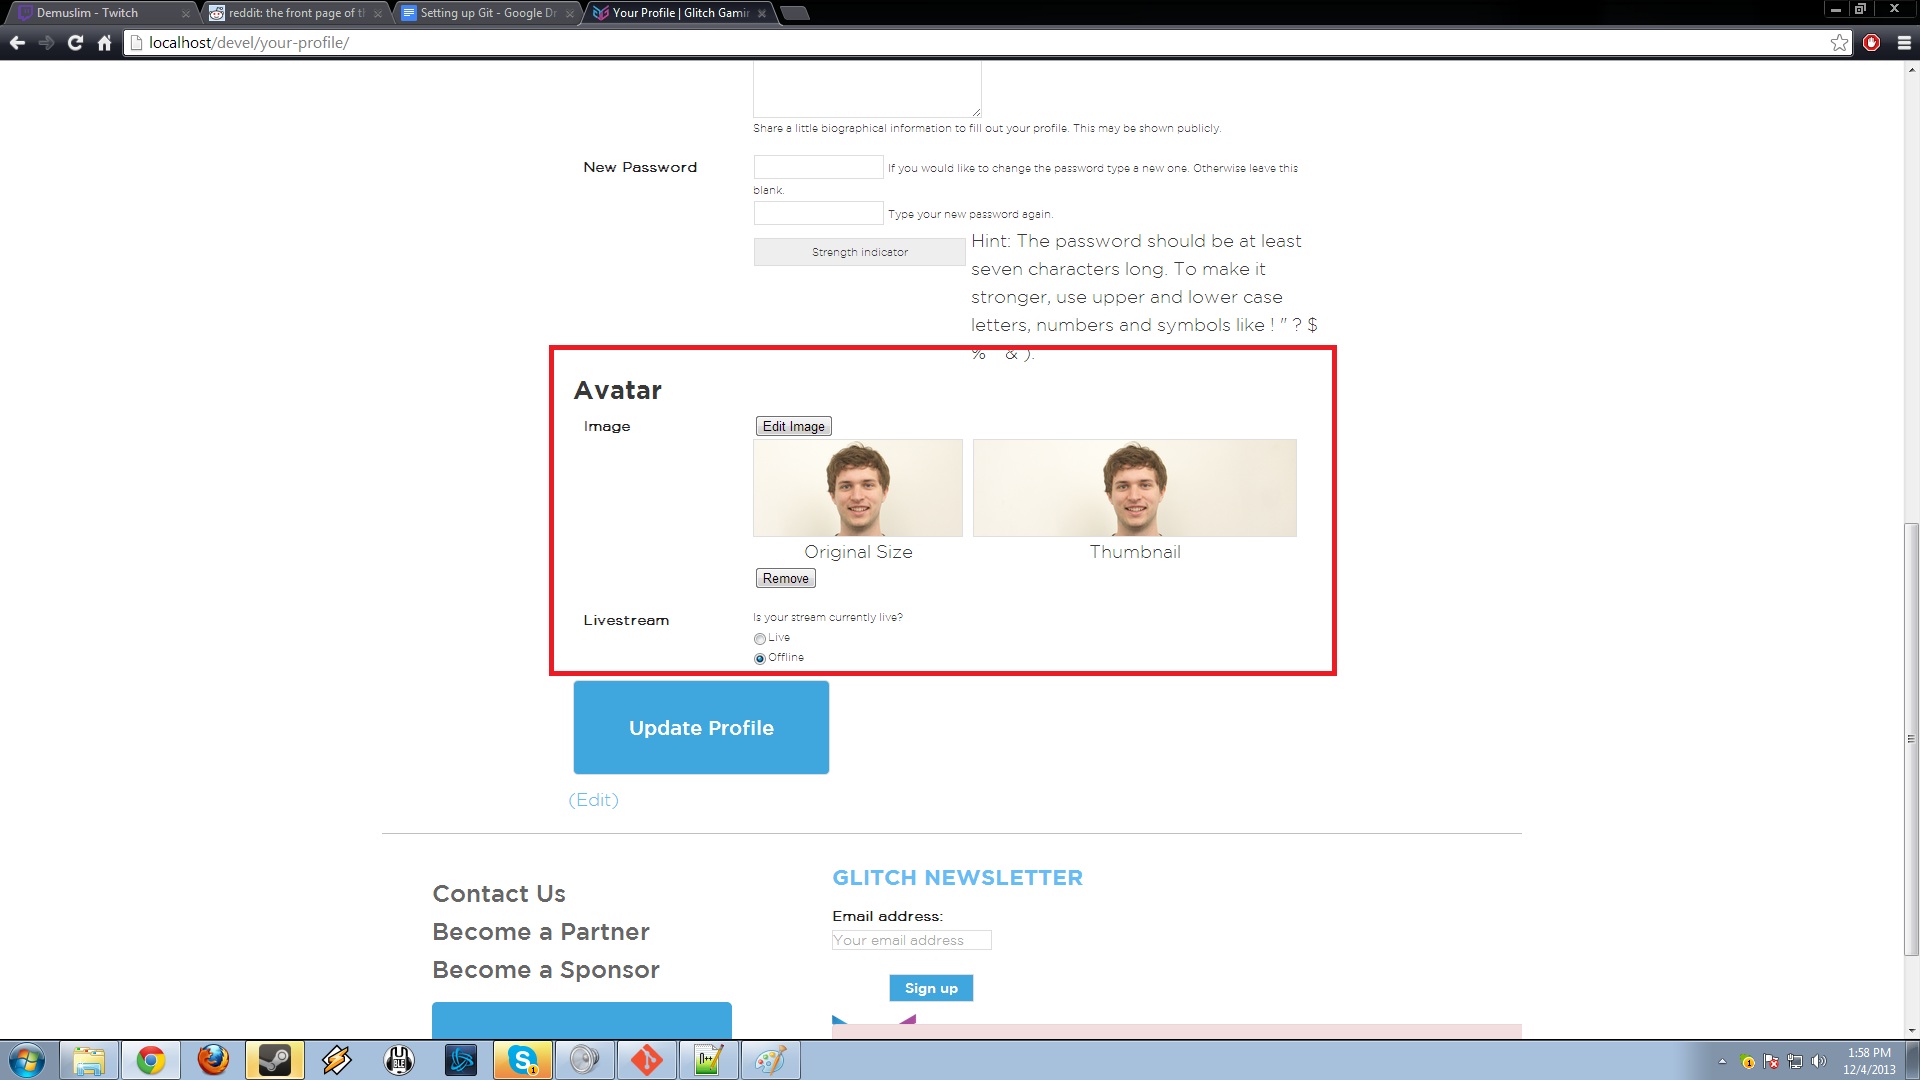 Demuslim - Twitch
reddit: the front page of t
Setting up Git - Google Dr
Your Profile | Glitch Gamin
localhost/devel/your-profile/
Share a little biographical information to fill out your profile. This may be shown publicly.
New Password
If you would like to change the password type a new one. Otherwise leave this
blank.
Type your new password again.
Strength indicator
Hint: The password should be at least
seven characters long. To make it
stronger, use upper and lower case
letters, numbers and symbols like ! " ? $
% & ).
Avatar
Image
Edit Image
Original Size
Thumbnail
Remove
Livestream
Is your stream currently live?
Live
Offline
Update Profile
(Edit)
Contact Us
Become a Partner
Become a Sponsor
GLITCH NEWSLETTER
Email address:
Your email address
Sign up
1:58 PM
12/4/2013